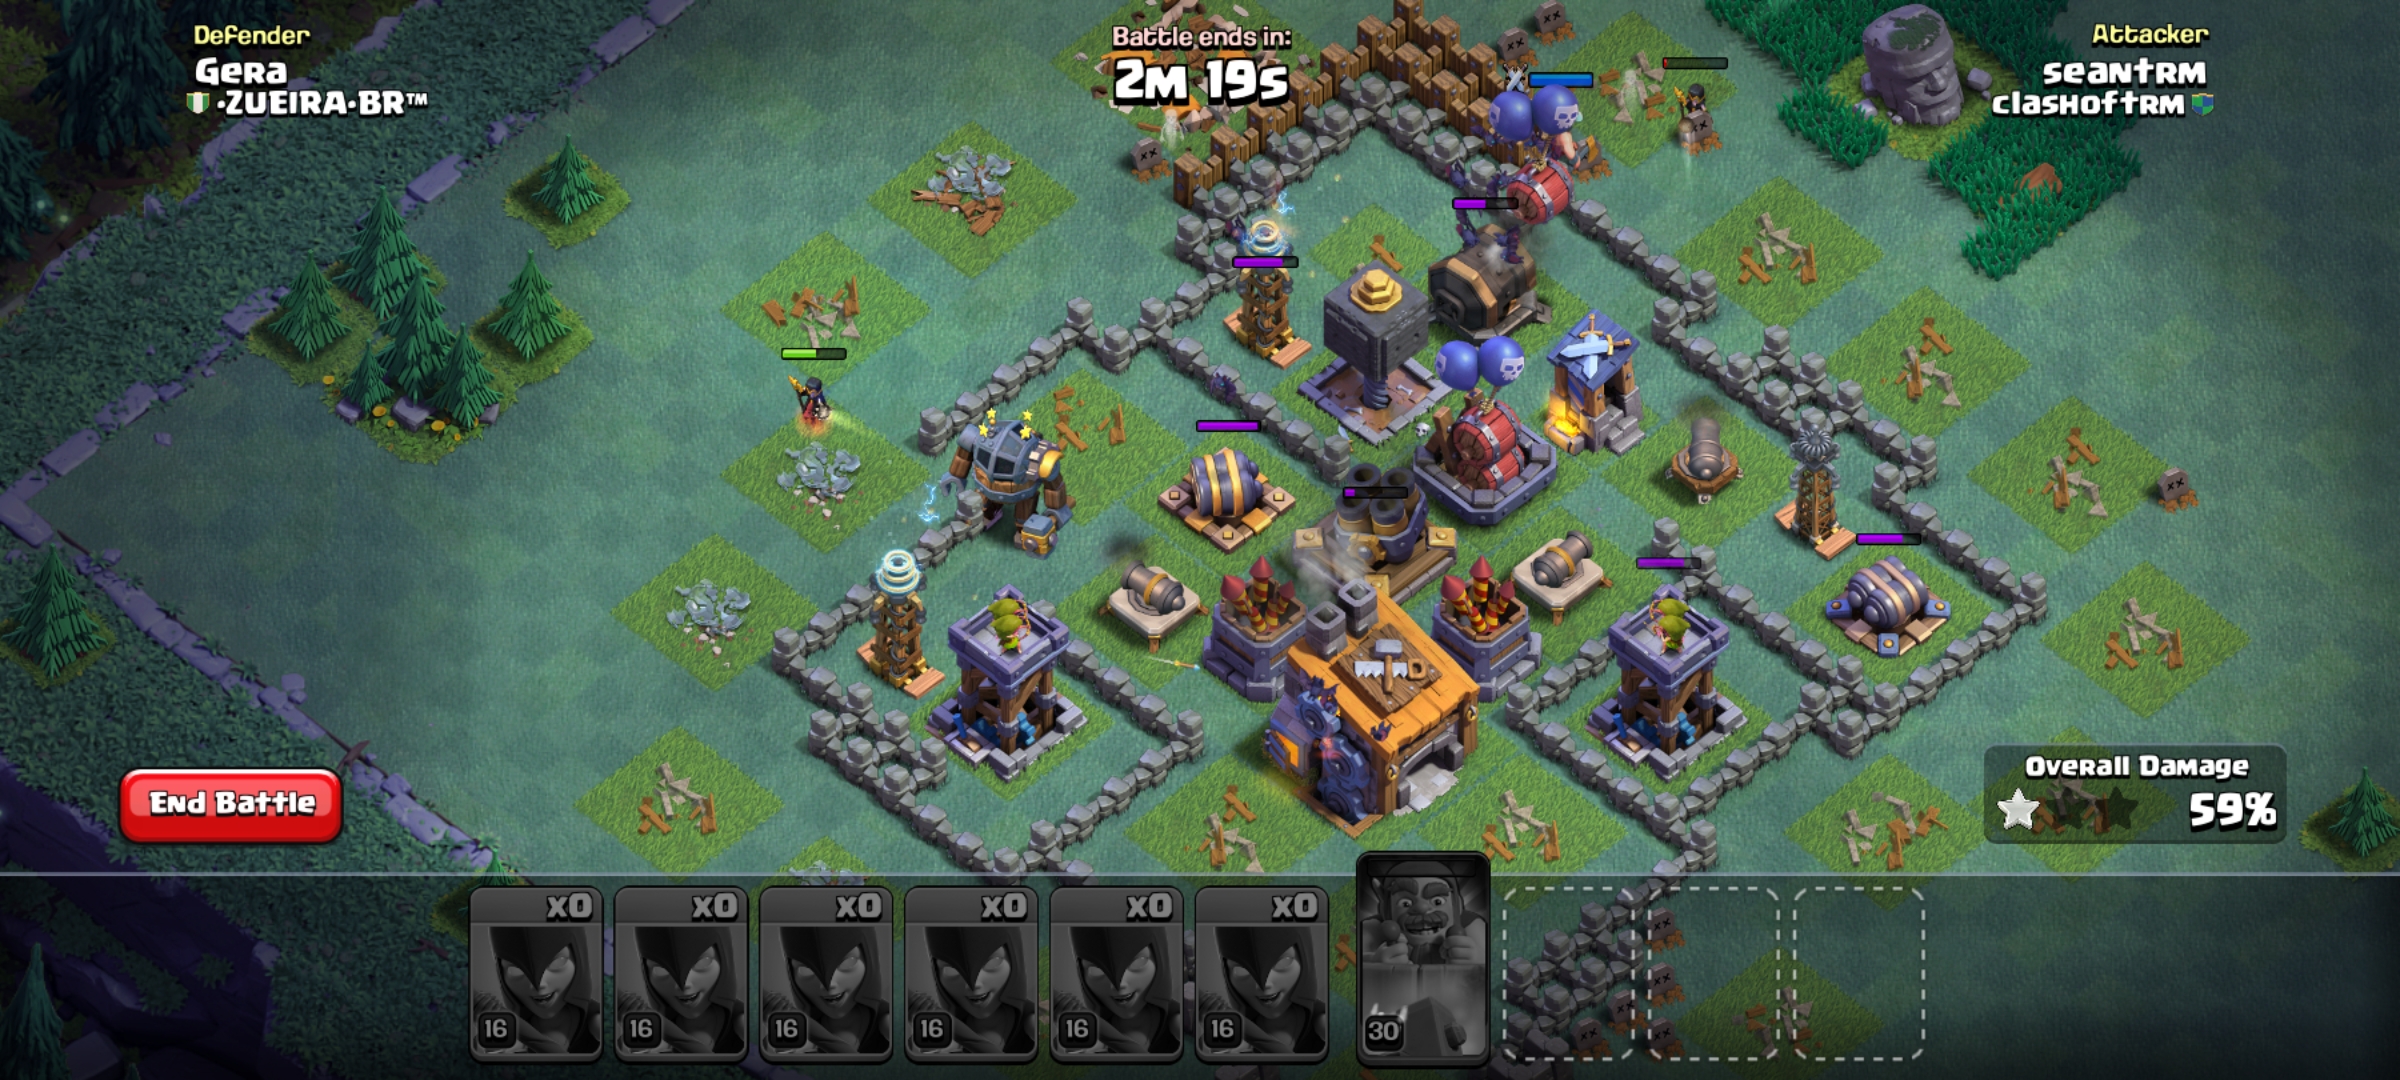 Defender
Gera
·ZUEIRA·BR™
Battle ends in:
2M 19s
Attacker
seantRM
clashoftRM
End Battle
Overall Damage
59%
x0 x0 x0 x0 x0 x0
16 16 16 16 16 16 30